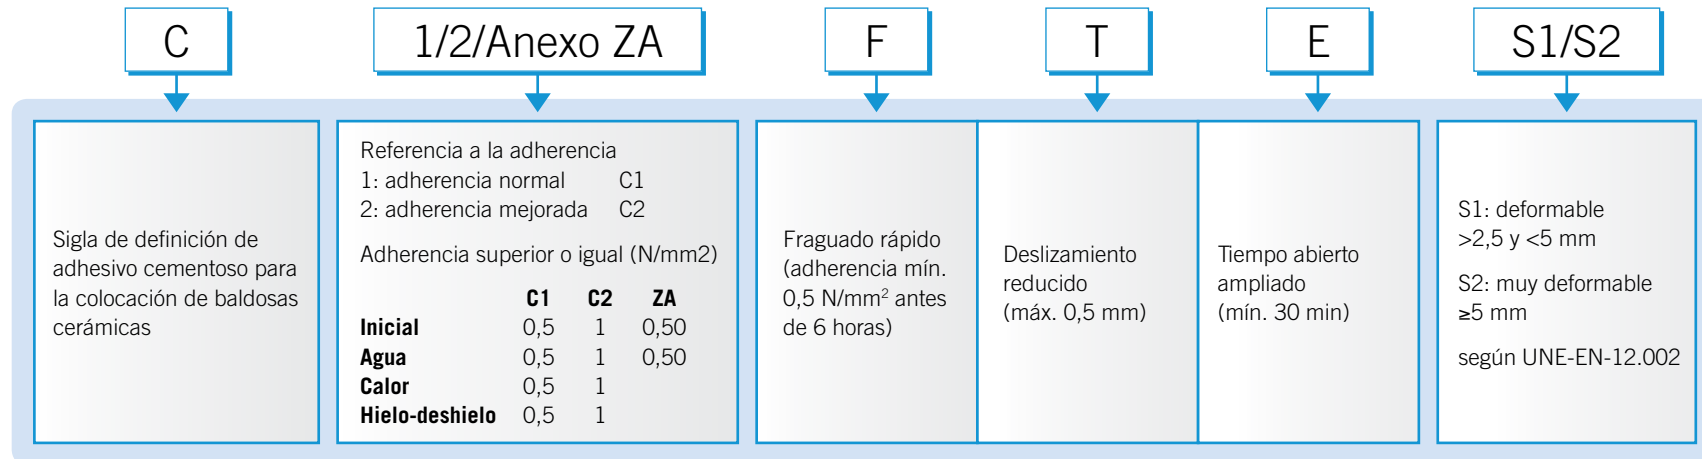 C
1/2/Anexo ZA
F
T
E
S1/S2
Sigla de definición de
adhesivo cementoso para
la colocación de baldosas
cerámicas
Referencia a la adherencia
1: adherencia normal C1
2: adherencia mejorada C2
Adherencia superior o igual (N/mm2)
C1 C2 ZA
Inicial 0,5 1 0,50
Agua 0,5 1 0,50
Calor 0,5 1
Hielo-deshielo 0,5 1
Fraguado rápido
(adherencia mín.
0,5 N/mm² antes
de 6 horas)
Deslizamiento
reducido
(máx. 0,5 mm)
Tiempo abierto
ampliado
(mín. 30 min)
S1: deformable
>2,5 y <5 mm
S2: muy deformable
≥5 mm
según UNE-EN-12.002